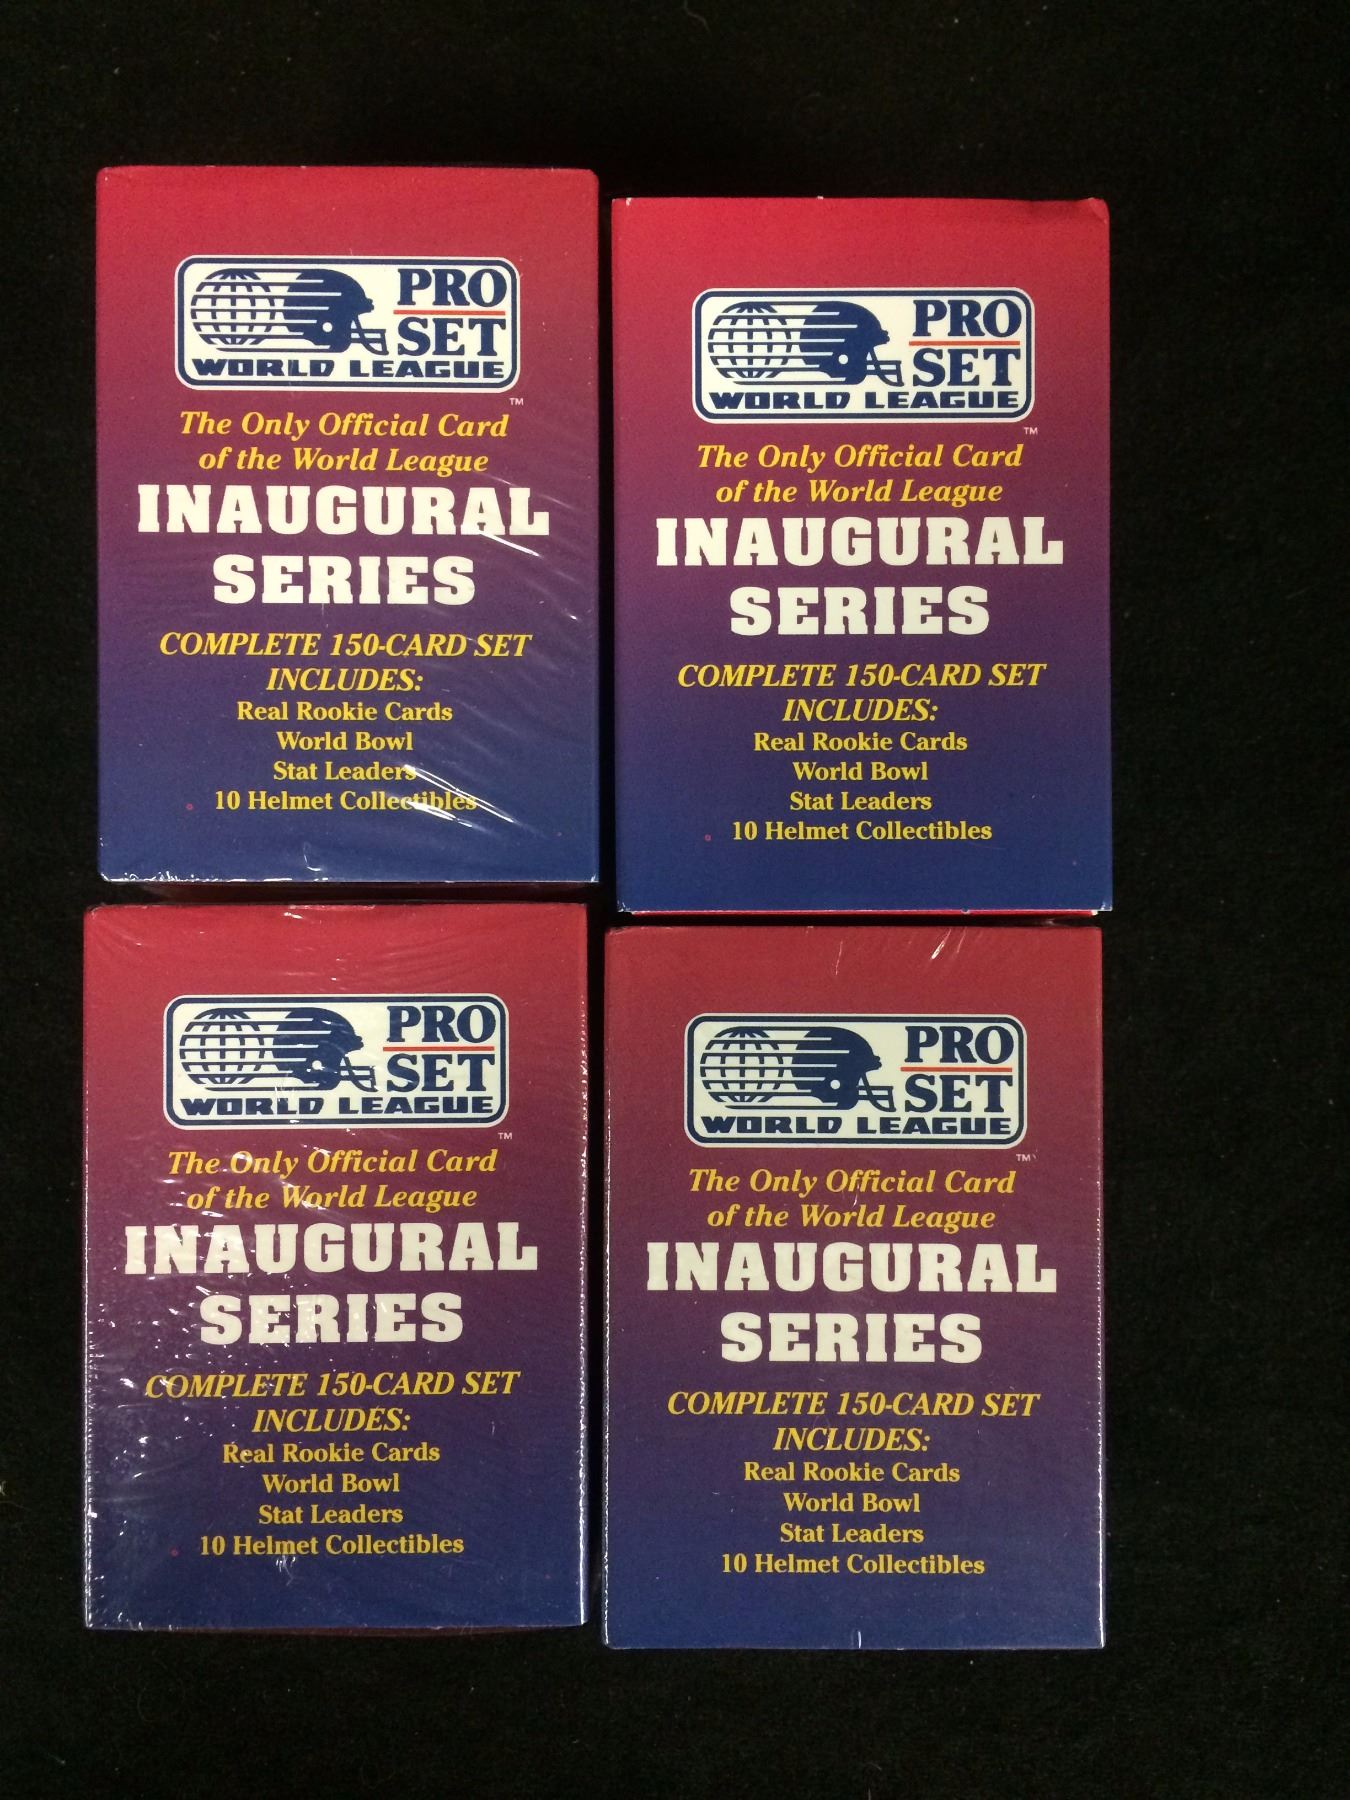 PRO
SET
WORLD LEAGUE
TM
The Only Official Card
of the World League
INAUGURAL
SERIES
COMPLETE 150-CARD SET
INCLUDES:
Real Rookie Cards
World Bowl
Stat Leaders
10 Helmet Collectibles
PRO
SET
WORLD LEAGUE
TM
The Only Official Card
of the World League
INAUGURAL
SERIES
COMPLETE 150-CARD SET
INCLUDES:
Real Rookie Cards
World Bowl
Stat Leaders
10 Helmet Collectibles
PRO
SET
WORLD LEAGUE
TM
The Only Official Card
of the World League
INAUGURAL
SERIES
COMPLETE 150-CARD SET
INCLUDES:
Real Rookie Cards
World Bowl
Stat Leaders
10 Helmet Collectibles
PRO
SET
WORLD LEAGUE
TM
The Only Official Card
of the World League
INAUGURAL
SERIES
COMPLETE 150-CARD SET
INCLUDES:
Real Rookie Cards
World Bowl
Stat Leaders
10 Helmet Collectibles